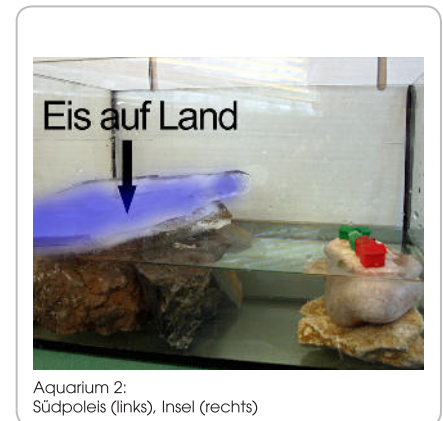 Eis auf Land
Aquarium 2:
Südpoleis (links), Insel (rechts)